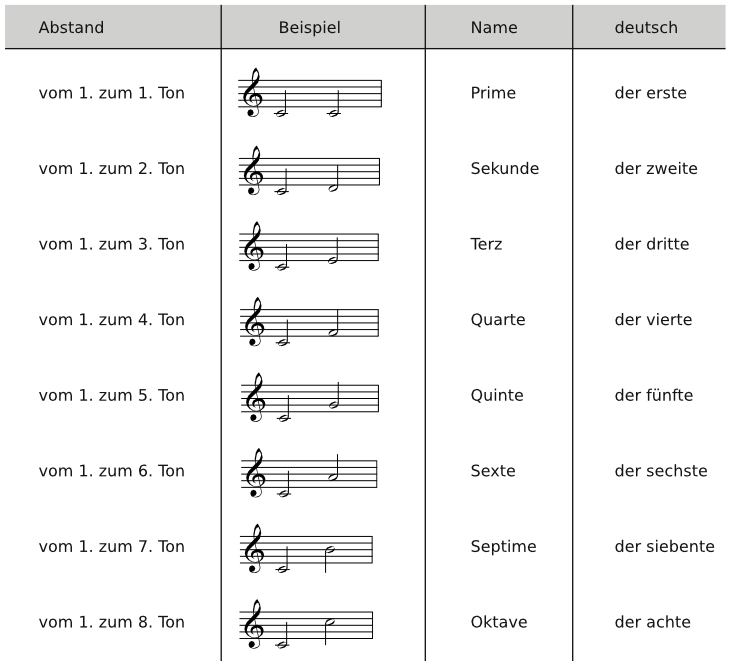 Abstand Beispiel Name deutsch
vom 1. zum 1. Ton Prime der erste
vom 1. zum 2. Ton Sekunde der zweite
vom 1. zum 3. Ton Terz der dritte
vom 1. zum 4. Ton Quarte der vierte
vom 1. zum 5. Ton Quinte der fünfte
vom 1. zum 6. Ton Sexte der sechste
vom 1. zum 7. Ton Septime der siebente
vom 1. zum 8. Ton Oktave der achte